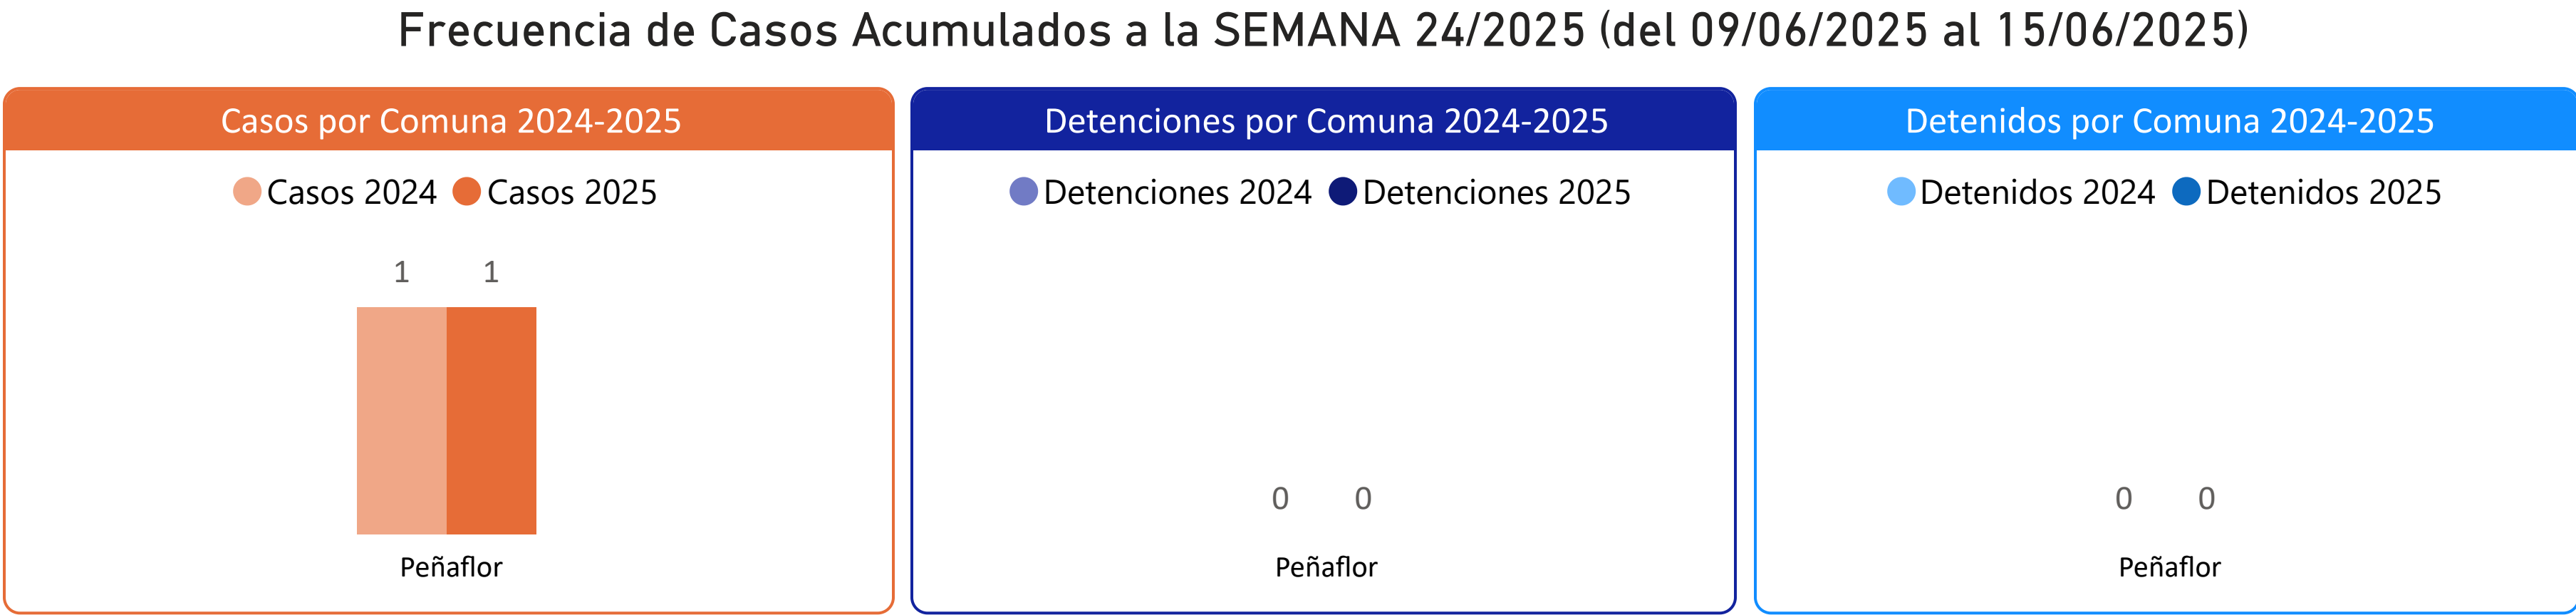 Frecuencia de Casos Acumulados a la SEMANA 24/2025 (del 09/06/2025 al 15/06/2025)
Casos por Comuna 2024-2025
Casos 2024 Casos 2025
1 1
Peñaflor
Detenciones por Comuna 2024-2025
Detenciones 2024 Detenciones 2025
0 0
Peñaflor
Detenidos por Comuna 2024-2025
Detenidos 2024 Detenidos 2025
0 0
Peñaflor